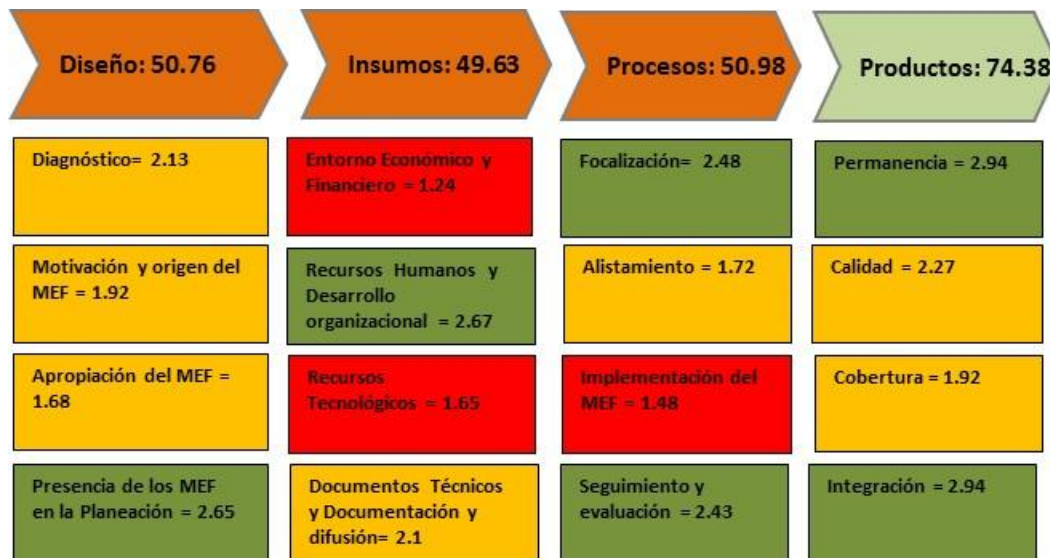 Diseño: 50.76
Insumos: 49.63
Procesos: 50.98
Productos: 74.38
Diagnóstico= 2.13
Entorno Económico y
Financiero = 1.24
Focalización= 2.48
Permanencia = 2.94
Motivación y origen del
MEF = 1.92
Recursos Humanos y
Desarrollo
organizacional = 2.67
Alistamiento = 1.72
Calidad = 2.27
Apropiación del MEF =
1.68
Recursos
Tecnológicos = 1.65
Implementación del
MEF = 1.48
Cobertura = 1.92
Presencia de los MEF
en la Planeación = 2.65
Documentos Técnicos
y Documentación y
difusión= 2.1
Seguimiento y
evaluación = 2.43
Integración = 2.94